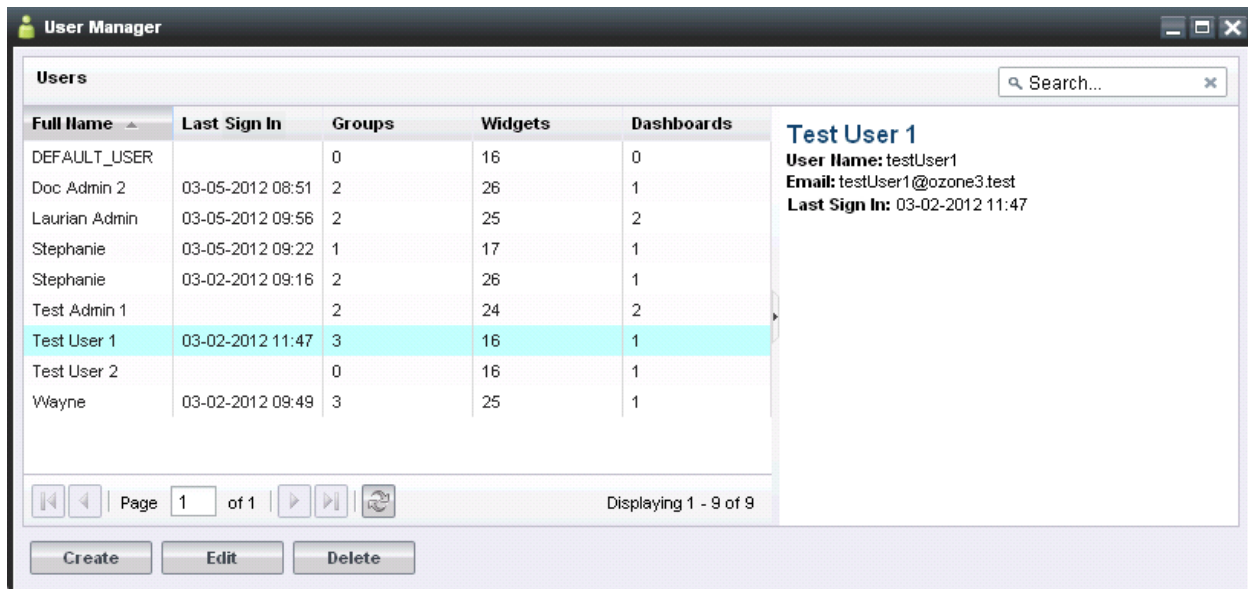 User Manager
Users
Search...
Full Name Last Sign In Groups Widgets Dashboards
DEFAULT_USER 0 16 0
Doc Admin 2 03-05-2012 08:51 2 26 1
Laurian Admin 03-05-2012 09:56 2 25 2
Stephanie 03-05-2012 09:22 1 17 1
Stephanie 03-02-2012 09:16 2 26 1
Test Admin 1 2 24 2
Test User 1 03-02-2012 11:47 3 16 1
Test User 2 0 16 1
Wayne 03-02-2012 09:49 3 25 1
Page 1 of 1 Displaying 1 - 9 of 9
Test User 1
User Name: testUser1
Email: testUser1@ozone3.test
Last Sign In: 03-02-2012 11:47
Create Edit Delete